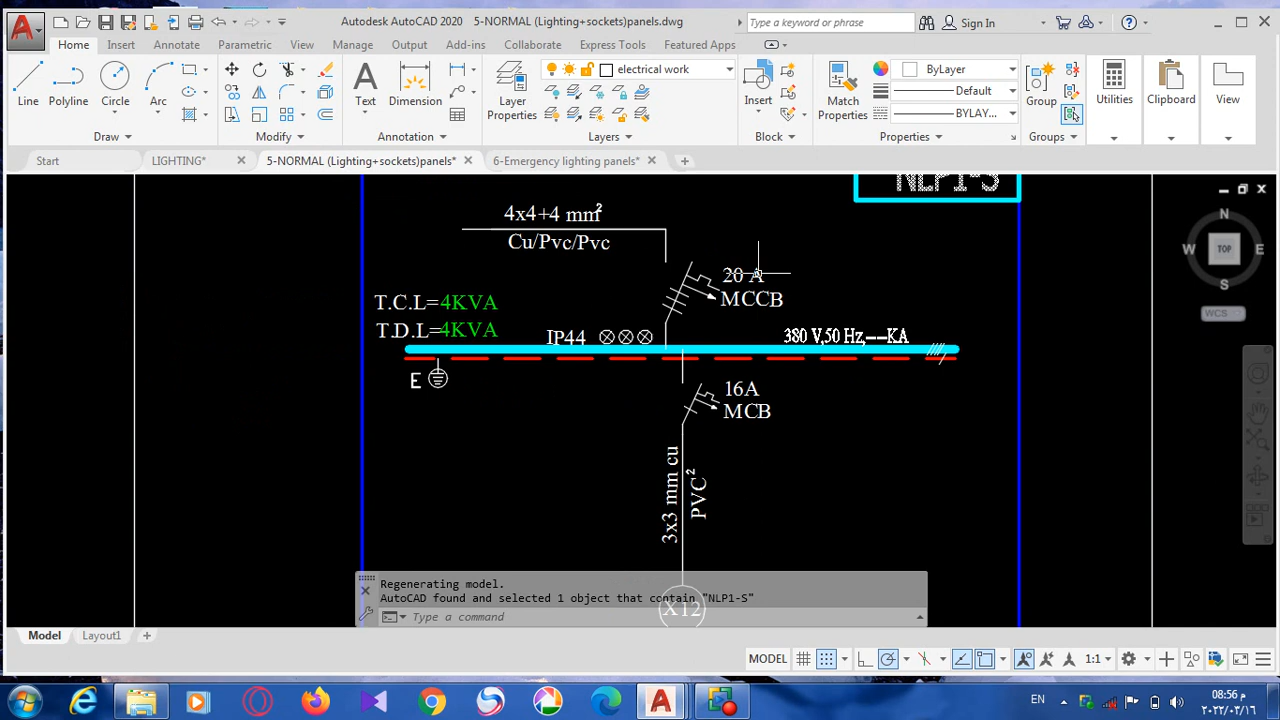 Autodesk AutoCAD 2020 5-NORMAL (Lighting+sockets)panels.dwg
Type a keyword or phrase
Sign In
Home Insert Annotate Parametric View Manage Output Add-ins Collaborate Express Tools Featured Apps
Line Polyline Circle Arc
Text Dimension
Layer Properties
electrical work
Insert
Match Properties
ByLayer
Default
BYLAY...
Group
Utilities
Clipboard
View
Draw Modify Annotation Layers Block Properties Groups
Start LIGHTING* 5-NORMAL (Lighting+sockets)panels* 6-Emergency lighting panels*
NLP1-S
4x4+4 mm²
Cu/Pvc/Pvc
20 A
MCCB
T.C.L=4KVA
T.D.L=4KVA
IP44
380 V,50 Hz,---KA
E
16A
MCB
3x3 mm cu
PVC²
X12
N
W TOP E
S
WCS
Regenerating model.
AutoCAD found and selected 1 object that contain "NLP1-S"
Type a command
Model Layout1
MODEL
1:1
EN
08:56 م
٢٠٢٢/٠٢/١٦